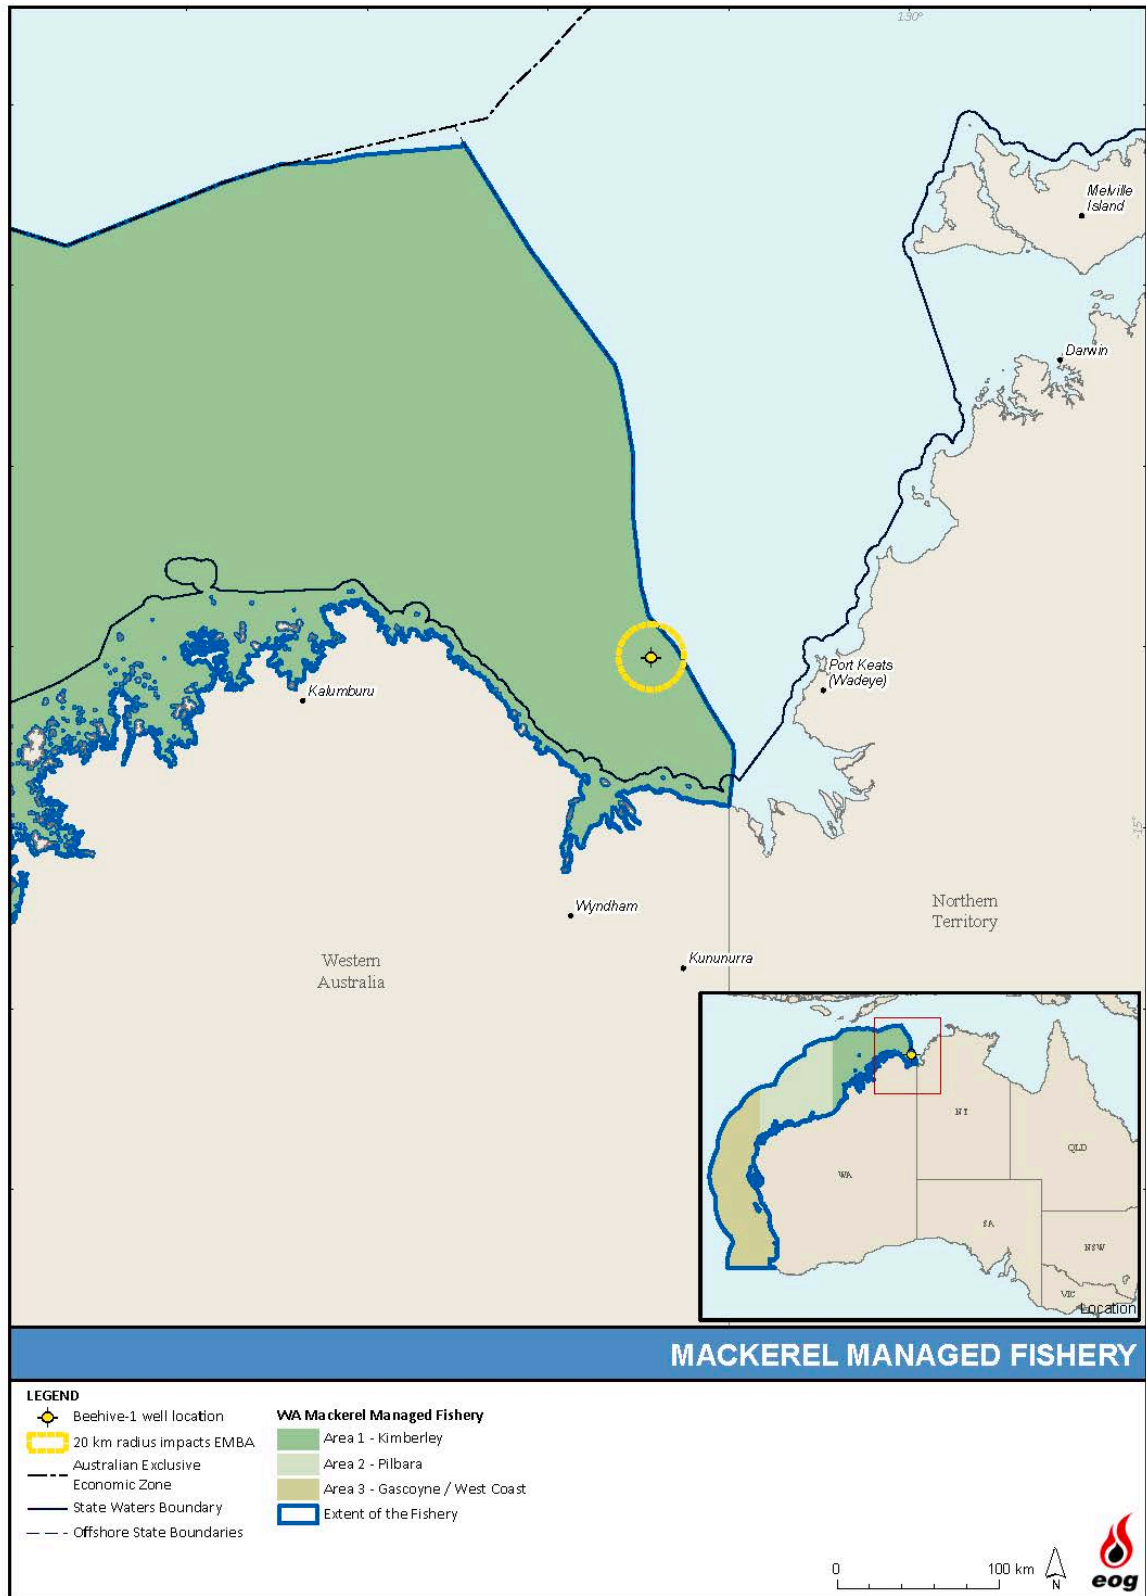 130°
Melville
Island
Darwin
Port Keats
(Wadeye)
Kalumburu
-15°
Wyndham
Northern
Territory
Western
Australia
Kununurra
NT
QLD
WA
SA
NSW
VIC
Location
MACKEREL MANAGED FISHERY
LEGEND
Beehive-1 well location
20 km radius impacts EMBA
Australian Exclusive
Economic Zone
State Waters Boundary
Offshore State Boundaries
WA Mackerel Managed Fishery
Area 1 - Kimberley
Area 2 - Pilbara
Area 3 - Gascoyne / West Coast
Extent of the Fishery
0 100 km
N
eog